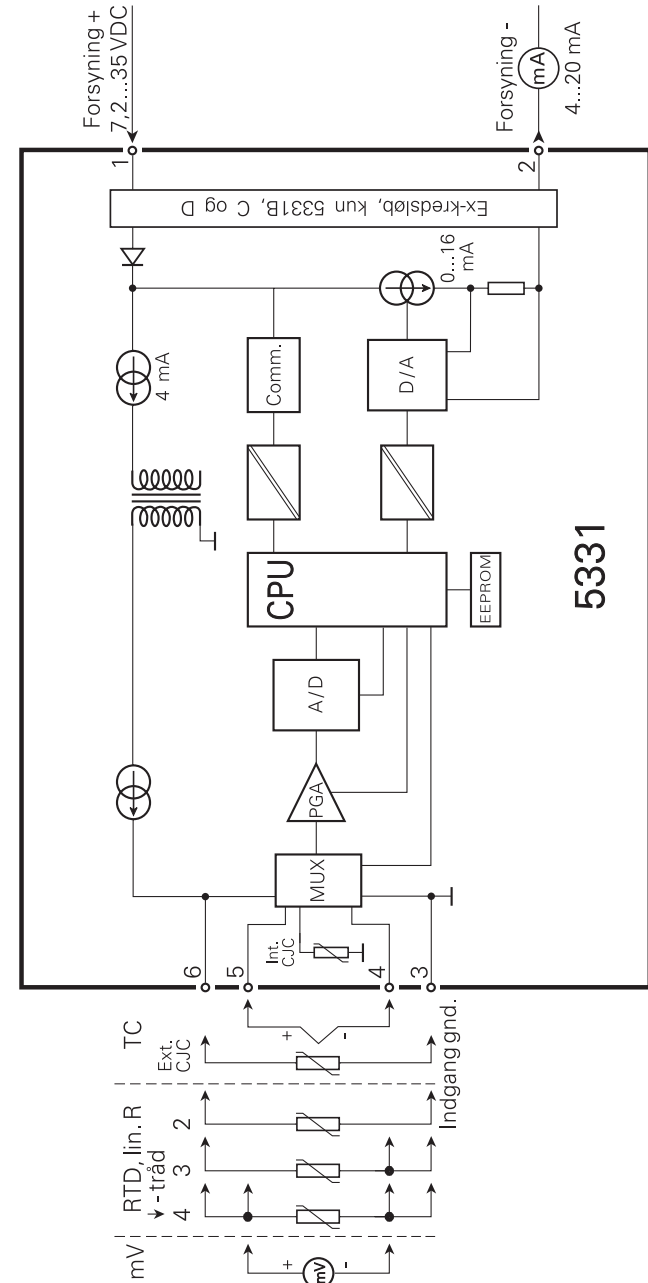 mV
RTD, lin. R
- tråd
4
3
2
TC
Ext.
CJC
+
-
mV
+
-
Indgang gnd.
6
5
4
3
Int.
CJC
MUX
PGA
A/D
CPU
EEPROM
Comm.
D/A
4 mA
0...16
mA
Ex-kredsløb, kun 5331B, C og D
1
2
Forsyning +
7,2...35 VDC
Forsyning -
mA
4...20 mA
5331